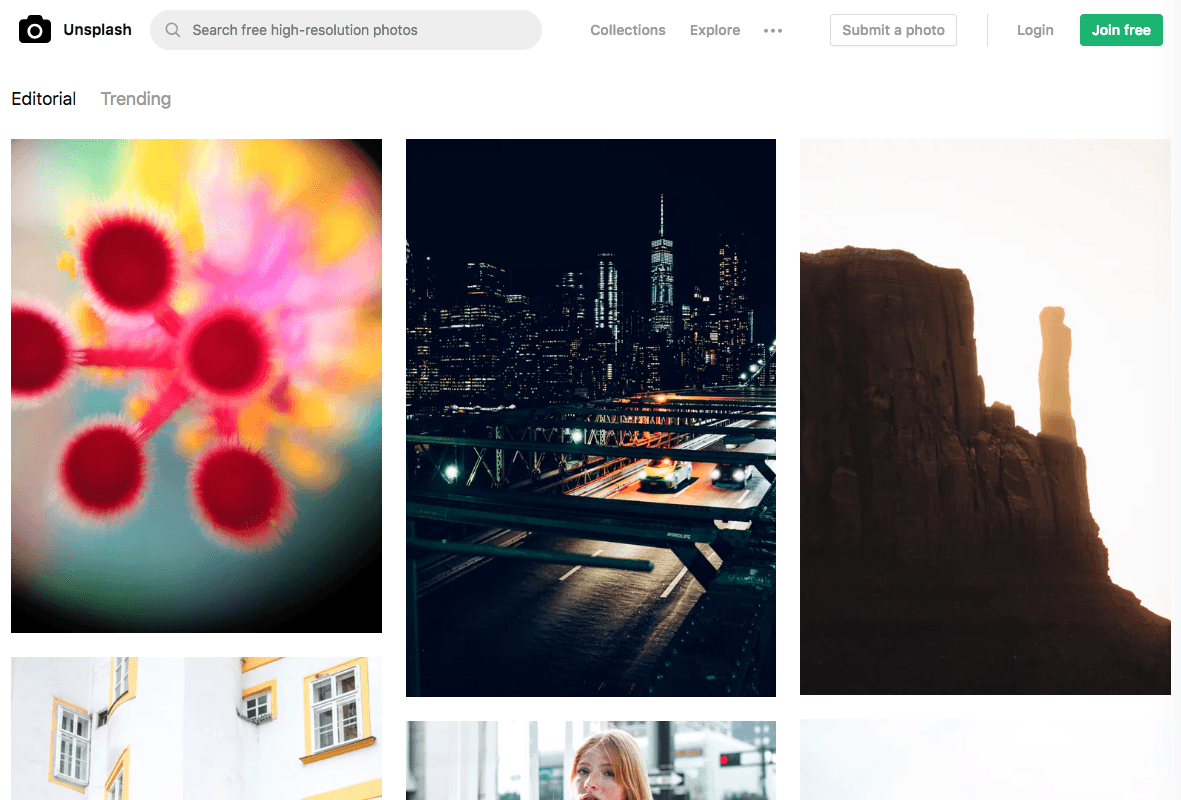 Unsplash
Search free high-resolution photos
Collections
Explore
Submit a photo
Login
Join free
Editorial
Trending